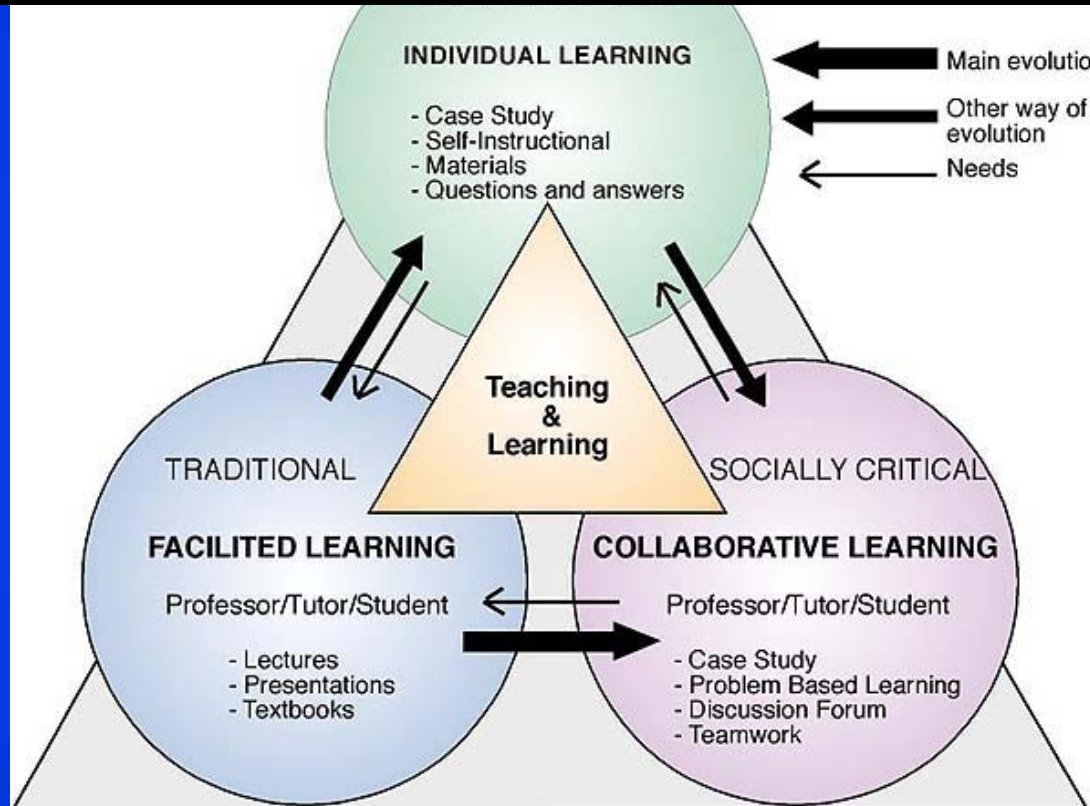 INDIVIDUAL LEARNING
- Case Study
- Self-Instructional
- Materials
- Questions and answers
Main evolutio
Other way of
evolution
Needs
Teaching
&
Learning
TRADITIONAL
FACILITED LEARNING
Professor/Tutor/Student
- Lectures
- Presentations
- Textbooks
SOCIALLY CRITICAL
COLLABORATIVE LEARNING
Professor/Tutor/Student
- Case Study
- Problem Based Learning
- Discussion Forum
- Teamwork